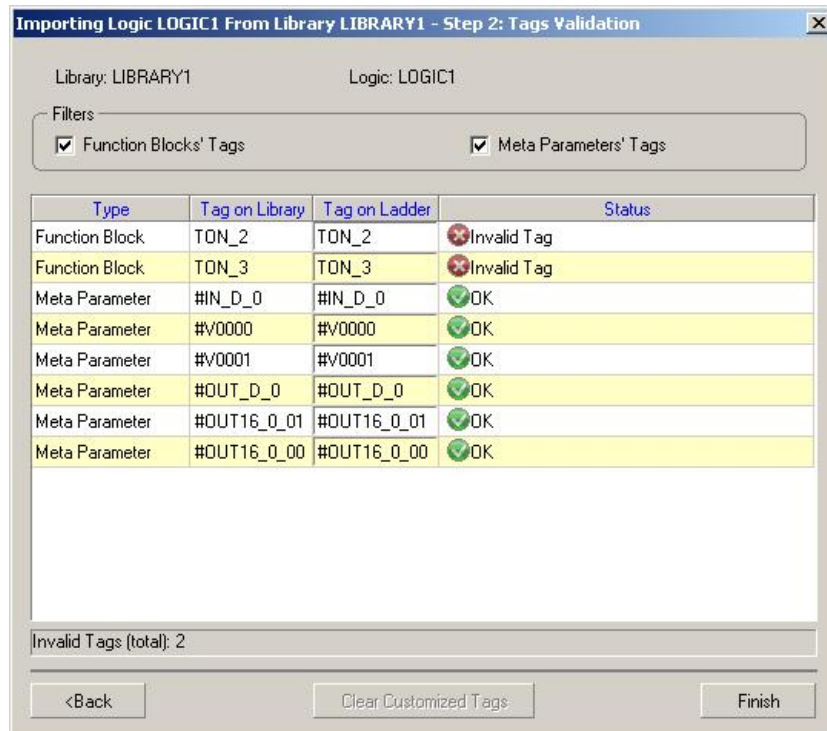 Importing Logic LOGIC1 From Library LIBRARY1 - Step 2: Tags Validation
Library: LIBRARY1 Logic: LOGIC1
Filters
Function Blocks' Tags Meta Parameters' Tags
Type Tag on Library Tag on Ladder Status
Function Block TON_2 TON_2 Invalid Tag
Function Block TON_3 TON_3 Invalid Tag
Meta Parameter #IN_D_0 #IN_D_0 OK
Meta Parameter #V0000 #V0000 OK
Meta Parameter #V0001 #V0001 OK
Meta Parameter #OUT_D_0 #OUT_D_0 OK
Meta Parameter #OUT16_0_01 #OUT16_0_01 OK
Meta Parameter #OUT16_0_00 #OUT16_0_00 OK
Invalid Tags (total): 2
<Back Clear Customized Tags Finish